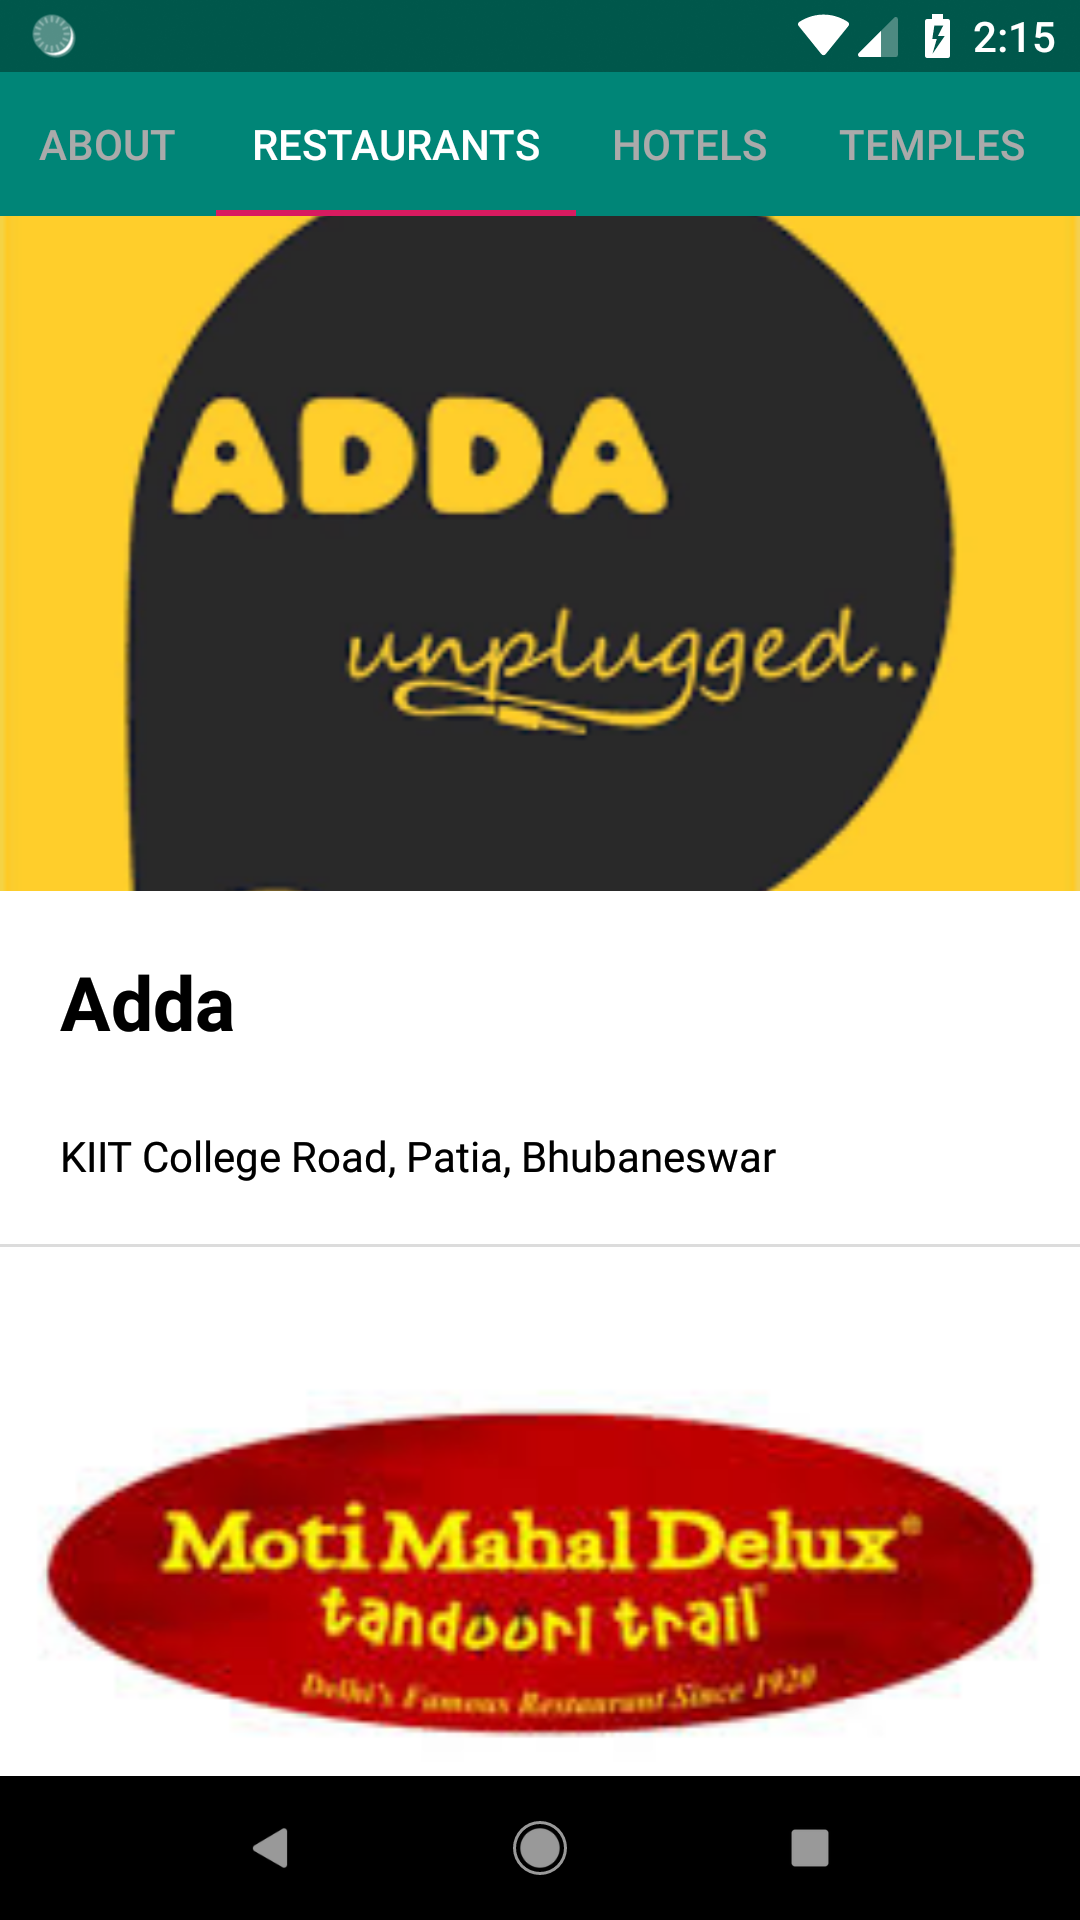 2:15
ABOUT RESTAURANTS HOTELS TEMPLES
ADDA
unplugged..
Adda
KIIT College Road, Patia, Bhubaneswar
Moti Mahal Delux®
tandoori trail
Delhi's Famous Restaurant Since 1920